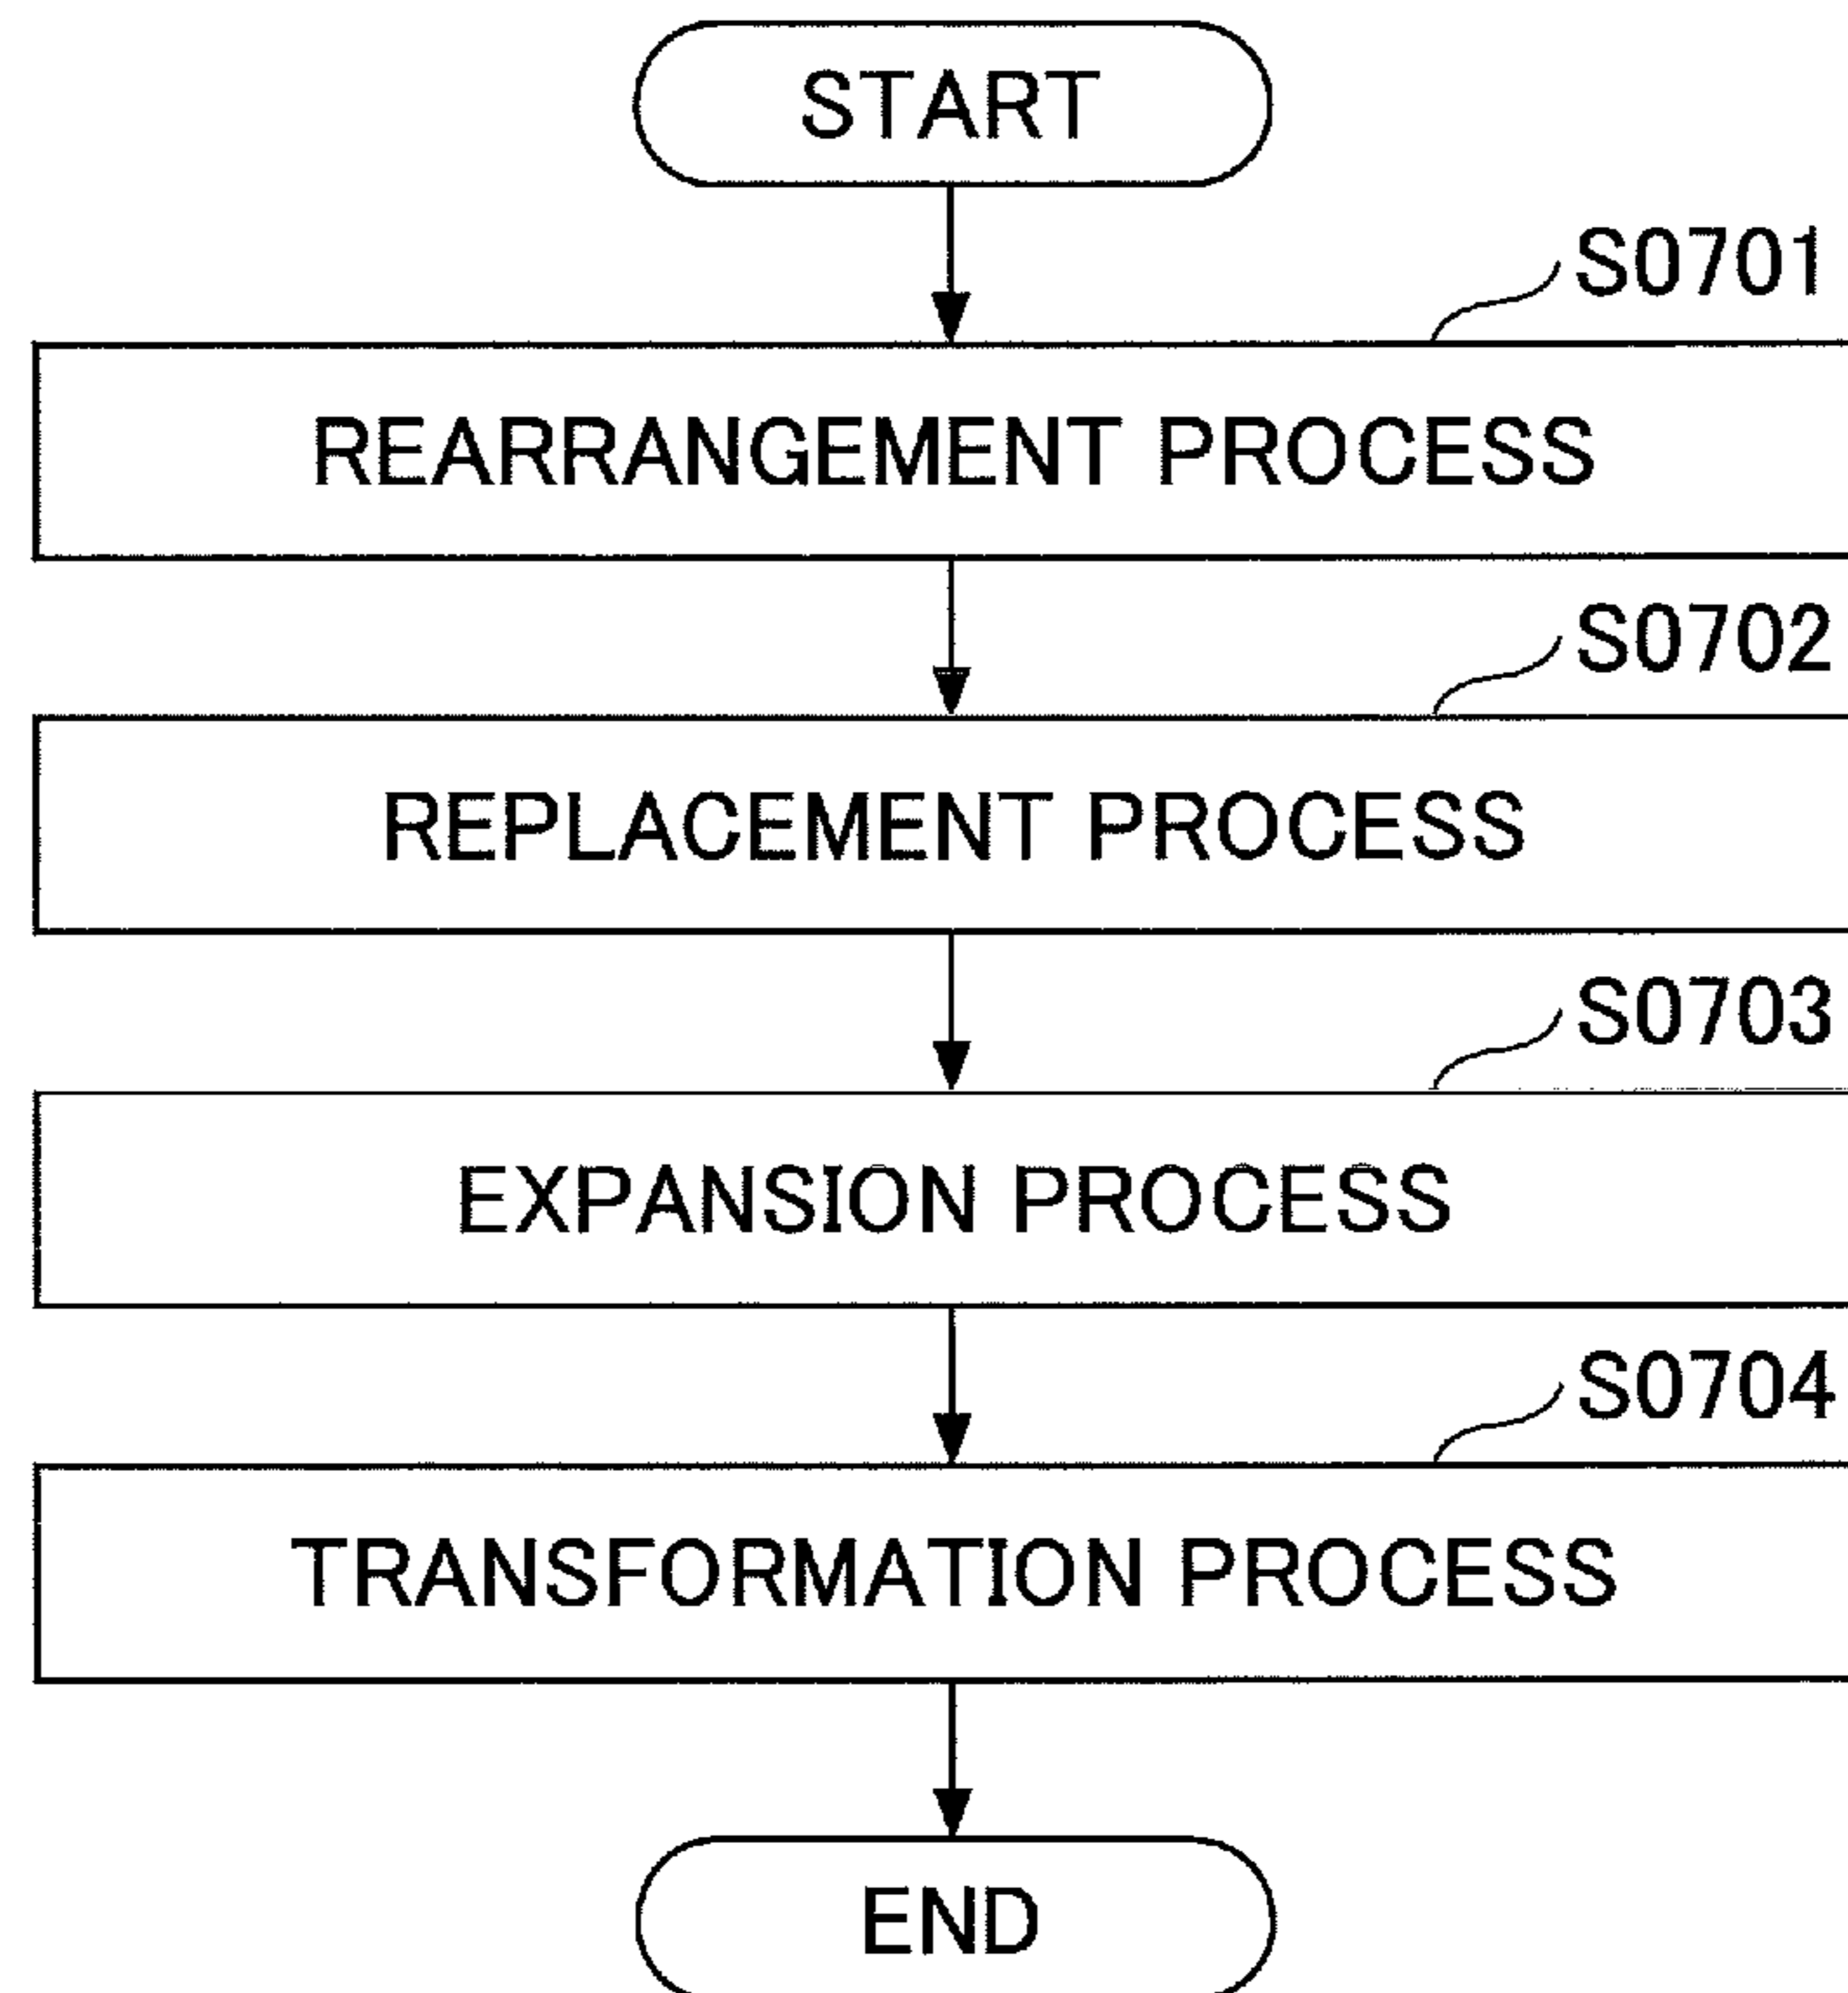 START
S0701
REARRANGEMENT PROCESS
S0702
REPLACEMENT PROCESS
S0703
EXPANSION PROCESS
S0704
TRANSFORMATION PROCESS
END